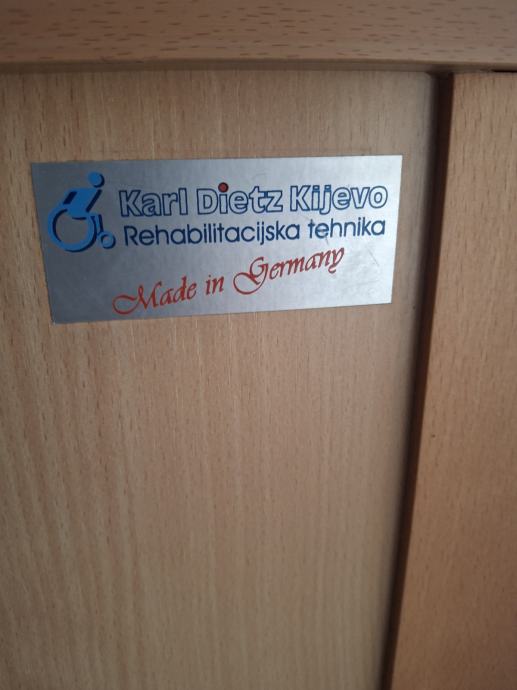 Karl Dietz Kijevo
Rehabilitacijska tehnika
Made in Germany